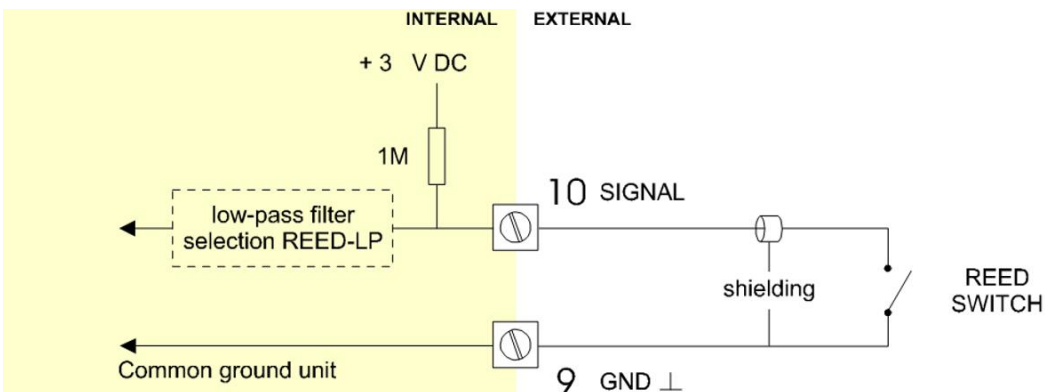 INTERNAL EXTERNAL
+ 3 V DC
1M
10 SIGNAL
low-pass filter
selection REED-LP
shielding
REED
SWITCH
Common ground unit
9 GND ⊥